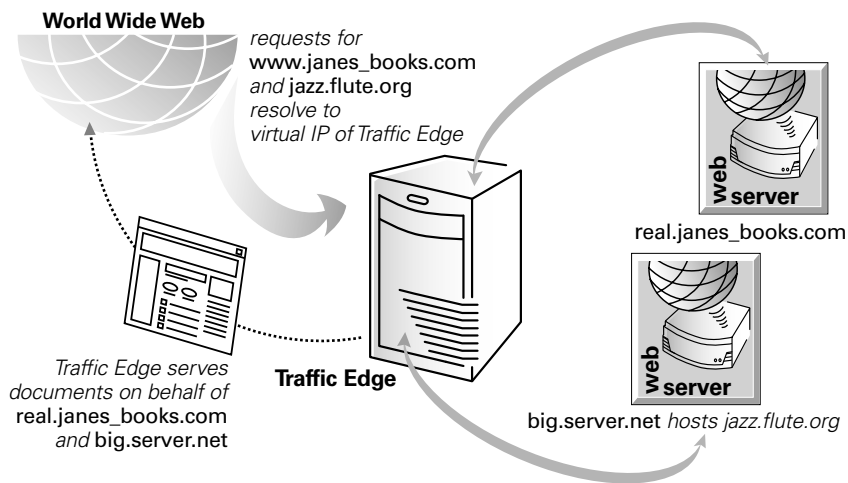 World Wide Web
requests for
www.janes_books.com
and jazz.flute.org
resolve to
virtual IP of Traffic Edge
web
server
real.janes_books.com
web
server
big.server.net hosts jazz.flute.org
Traffic Edge
Traffic Edge serves
documents on behalf of
real.janes_books.com
and big.server.net